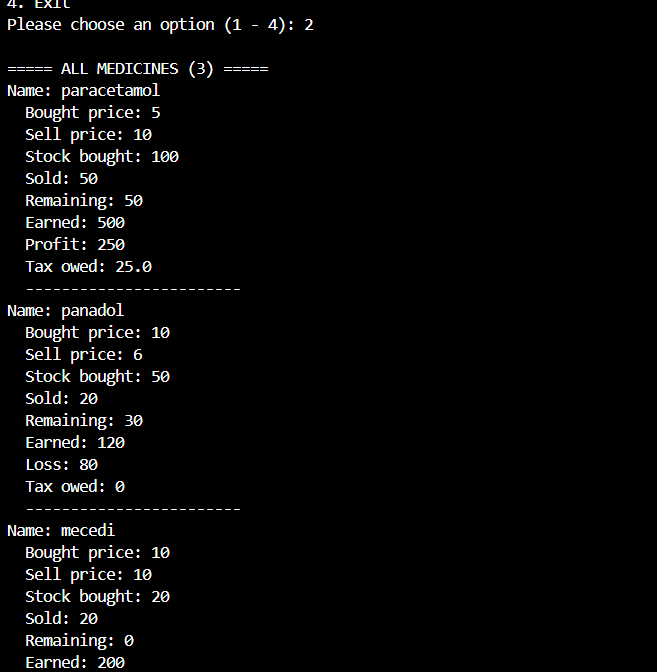 4. Exit
Please choose an option (1 - 4): 2
===== ALL MEDICINES (3) =====
Name: paracetamol
Bought price: 5
Sell price: 10
Stock bought: 100
Sold: 50
Remaining: 50
Earned: 500
Profit: 250
Tax owed: 25.0
------------------------
Name: panadol
Bought price: 10
Sell price: 6
Stock bought: 50
Sold: 20
Remaining: 30
Earned: 120
Loss: 80
Tax owed: 0
------------------------
Name: mecedi
Bought price: 10
Sell price: 10
Stock bought: 20
Sold: 20
Remaining: 0
Earned: 200